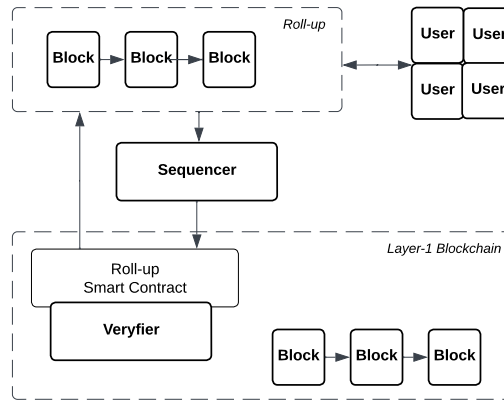 Roll-up
Block Block Block
User User
User User
Sequencer
Layer-1 Blockchain
Roll-up
Smart Contract
Veryfier
Block Block Block